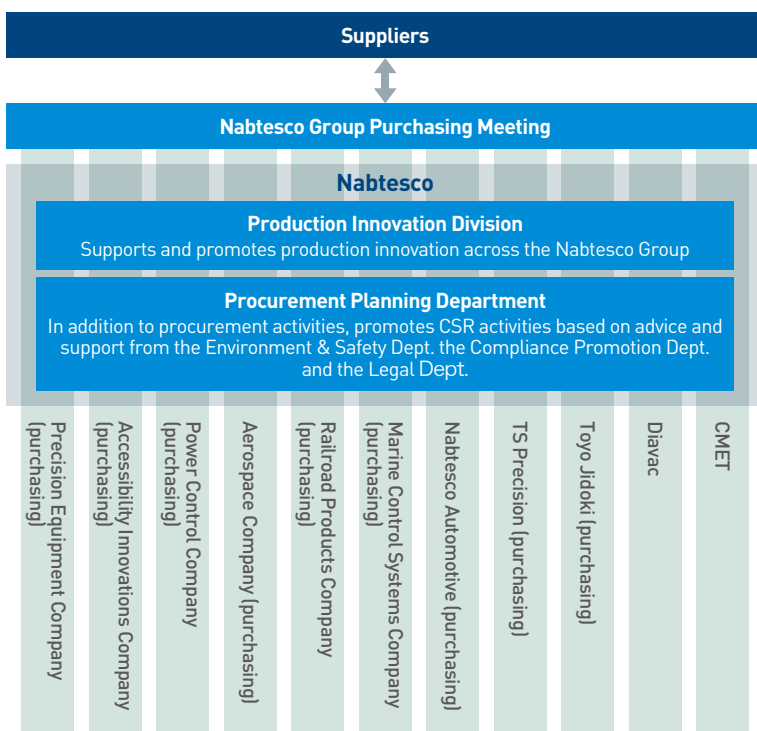 Suppliers
Nabtesco Group Purchasing Meeting
Nabtesco
Production Innovation Division
Supports and promotes production innovation across the Nabtesco Group
Procurement Planning Department
In addition to procurement activities, promotes CSR activities based on advice and
support from the Environment & Safety Dept. the Compliance Promotion Dept.
and the Legal Dept.
Precision Equipment Company
(purchasing)
Accessibility Innovations Company
(purchasing)
Power Control Company
(purchasing)
Aerospace Company (purchasing)
Railroad Products Company
(purchasing)
Marine Control Systems Company
(purchasing)
Nabtesco Automotive (purchasing)
TS Precision (purchasing)
Toyo Jidoki (purchasing)
Diavac
CMET